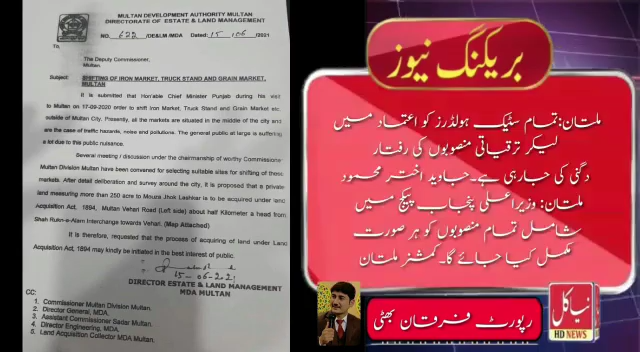 MULTAN DEVELOPMENT AUTHORITY MULTAN
DIRECTORATE OF ESTATE & LAND MANAGEMENT
NO. 622 /DE&LM /MDA Dated: 15 .06 /2021
To,
The Deputy Commissioner,
Multan.
Subject: SHIFTING OF IRON MARKET, TRUCK STAND AND GRAIN MARKET,
MULTAN
It is submitted that Hon'able Chief Minister Punjab during his visit
to Multan on 17-09-2020 order to shift Iron Market, Truck Stand and Grain Market etc.
outside of Multan City. Presently, all the markets are situated in the middle of the city and
are the case of traffic hazards, noise and pollutions. The general public at large is suffering
a lot due to this public nuisance.
Several meeting / discussion under the chairmanship of worthy Commissioner
Multan Division Multan have been convened for selecting suitable sites for shifting of these
markets. After detail deliberation and survey around the city, it is proposed that a private
land measuring more than 250 acre to Moura Jhok Lashkar is to be acquired under land
Acquisition Act, 1894, Multan Vehari Road (Left side) about half Kilometer a head from
Shah Rukn-e-Alam Interchange towards Vehari. (Map Attached)
It is therefore, requested that the process of acquiring of land under Land
Acquisition Act, 1894 may kindly be initiated in the best interest of public.
15-06-2021
DIRECTOR ESTATE & LAND MANAGEMENT
MDA MULTAN
CC:
1. Commissioner Multan Division Multan.
2. Director General, MDA.
3. Assistant Commissioner Sadar Multan.
4. Director Engineering, MDA.
5. Land Acquisition Collector MDA Multan.
بریکنگ نیوز
ملتان:تمام سٹیک ہولڈرز کو اعتماد میں
لیکر ترقیاتی منصوبوں کی رفتار
دگنی کی جارہی ہے۔جاوید اختر محمود
ملتان: وزیراعلی پنجاب پیکج میں
شامل تمام منصوبوں کو ہر صورت
مکمل کیا جائے گا۔کمشنر ملتان
رپورٹ فرقان بھٹی
نیا کل
HD NEWS